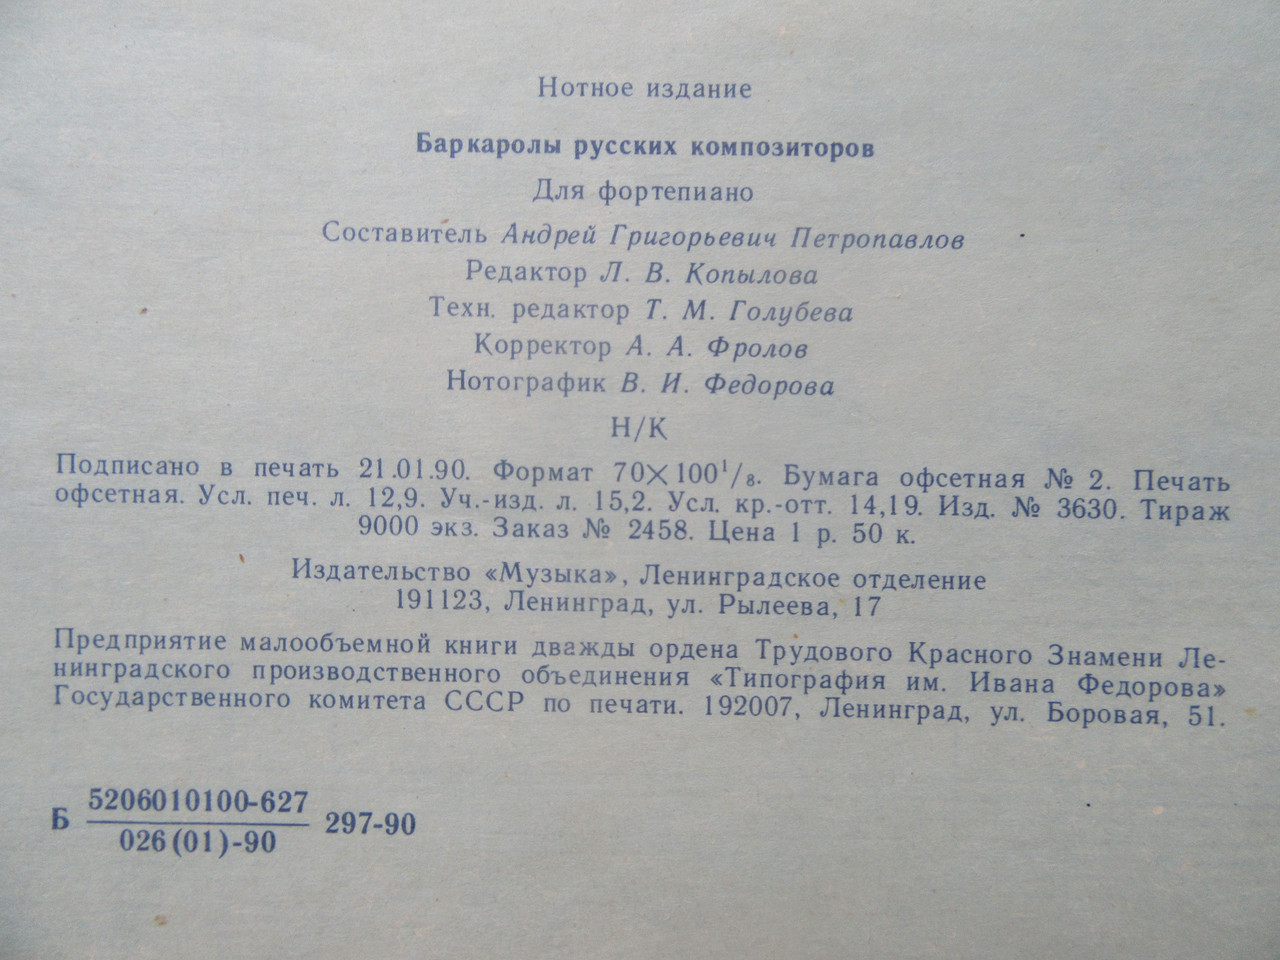 Нотное издание
Баркаролы русских композиторов
Для фортепиано
Составитель Андрей Григорьевич Петропавлов
Редактор Л. В. Копылова
Техн. редактор Т. М. Голубева
Корректор А. А. Фролов
Нотографик В. И. Федорова
Н/К
Подписано в печать 21.01.90. Формат 70×100¹/₈. Бумага офсетная № 2. Печать
офсетная. Усл. печ. л. 12,9. Уч.-изд. л. 15,2. Усл. кр.-отт. 14,19. Изд. № 3630. Тираж
9000 экз. Заказ № 2458. Цена 1 р. 50 к.
Издательство «Музыка», Ленинградское отделение
191123, Ленинград, ул. Рылеева, 17
Предприятие малообъемной книги дважды ордена Трудового Красного Знамени Ле-
нинградского производственного объединения «Типография им. Ивана Федорова»
Государственного комитета СССР по печати. 192007, Ленинград, ул. Боровая, 51.
5206010100-627
Б 297-90
026(01)-90